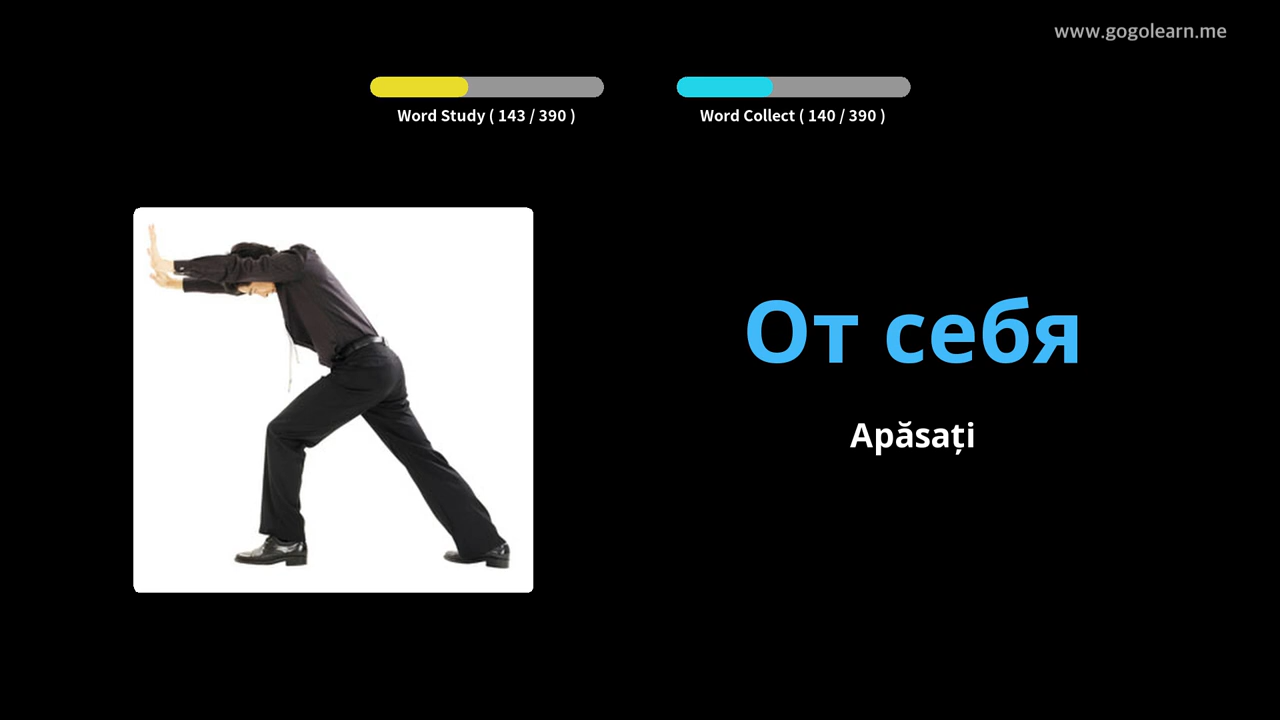 www.gogolearn.me
Word Study ( 143 / 390 )
Word Collect ( 140 / 390 )
От себя
Apăsați